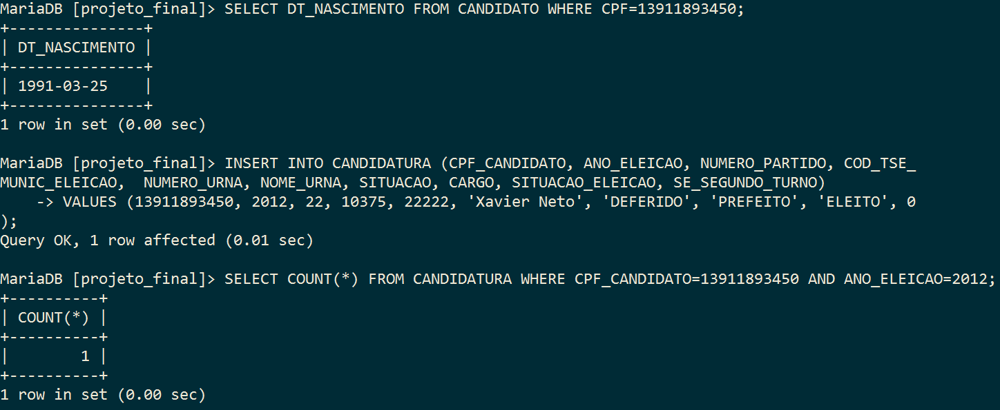 MariaDB [projeto_final]> SELECT DT_NASCIMENTO FROM CANDIDATO WHERE CPF=13911893450;
+---------------+
| DT_NASCIMENTO |
+---------------+
| 1991-03-25    |
+---------------+
1 row in set (0.00 sec)

MariaDB [projeto_final]> INSERT INTO CANDIDATURA (CPF_CANDIDATO, ANO_ELEICAO, NUMERO_PARTIDO, COD_TSE_
MUNIC_ELEICAO,  NUMERO_URNA, NOME_URNA, SITUACAO, CARGO, SITUACAO_ELEICAO, SE_SEGUNDO_TURNO)
    -> VALUES (13911893450, 2012, 22, 10375, 22222, 'Xavier Neto', 'DEFERIDO', 'PREFEITO', 'ELEITO', 0
);
Query OK, 1 row affected (0.01 sec)

MariaDB [projeto_final]> SELECT COUNT(*) FROM CANDIDATURA WHERE CPF_CANDIDATO=13911893450 AND ANO_ELEICAO=2012;
+----------+
| COUNT(*) |
+----------+
|        1 |
+----------+
1 row in set (0.00 sec)